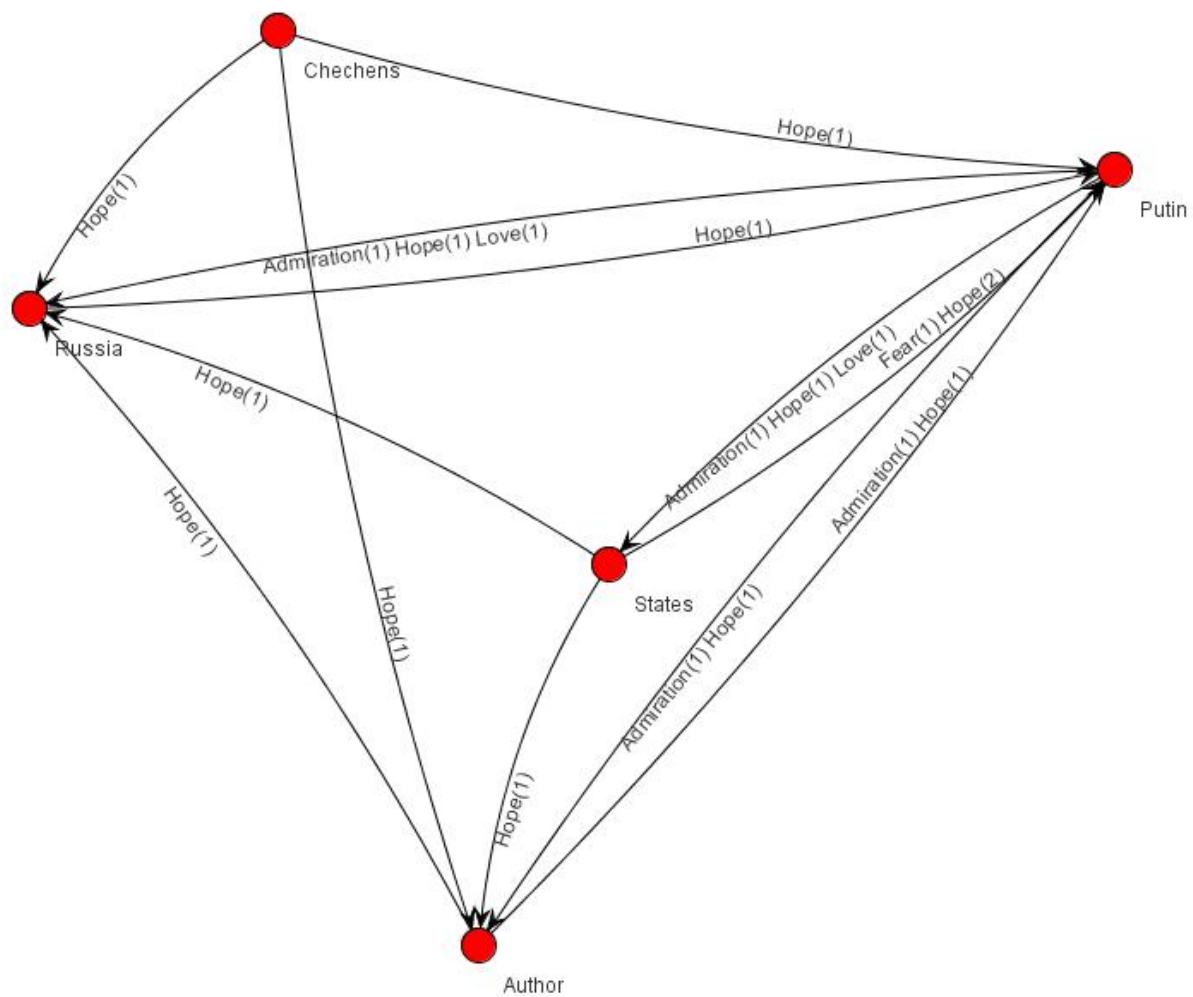 Chechens
Hope(1)
Putin
Hope(1)
Hope(1)
Admiration(1) Hope(1) Love(1)
Russia
Hope(1)
Fear(1) Hope(2)
Admiration(1) Hope(1) Love(1)
Admiration(1) Hope(1)
Hope(1)
Hope(1)
States
Admiration(1) Hope(1)
Hope(1)
Author